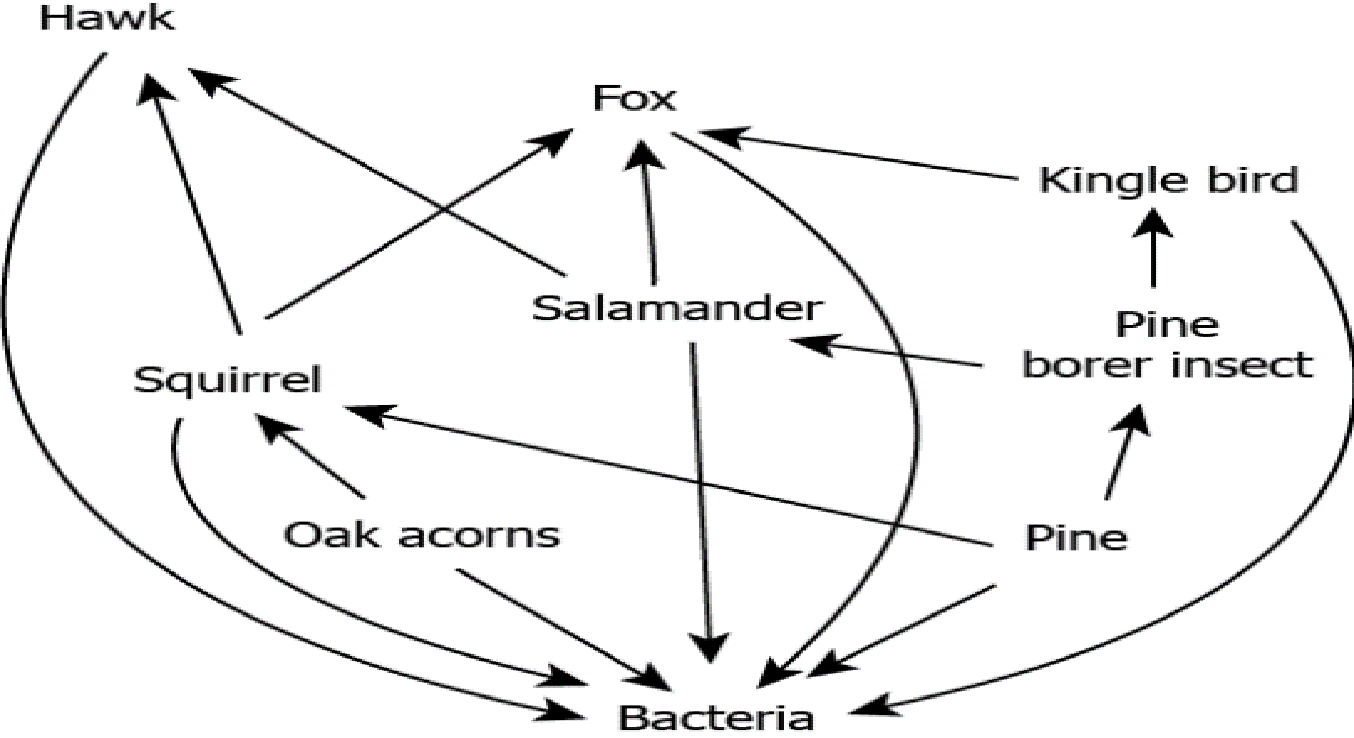 Hawk
Fox
Kingle bird
Salamander
Pine
borer insect
Squirrel
Oak acorns
Pine
Bacteria